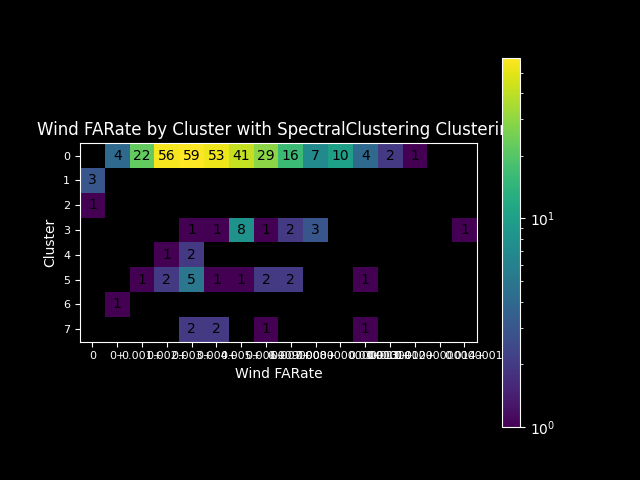 Wind FARate by Cluster with SpectralClustering Clusterin
0 4 22 56 59 53 41 29 16 7 10 4 2 1
1 3
2 1
3 1 1 8 1 2 3 1
4 1 2
5 1 2 5 1 1 2 2 1
6 1
7 2 2 1 1
Cluster
0
Wind FARate
10¹
10⁰